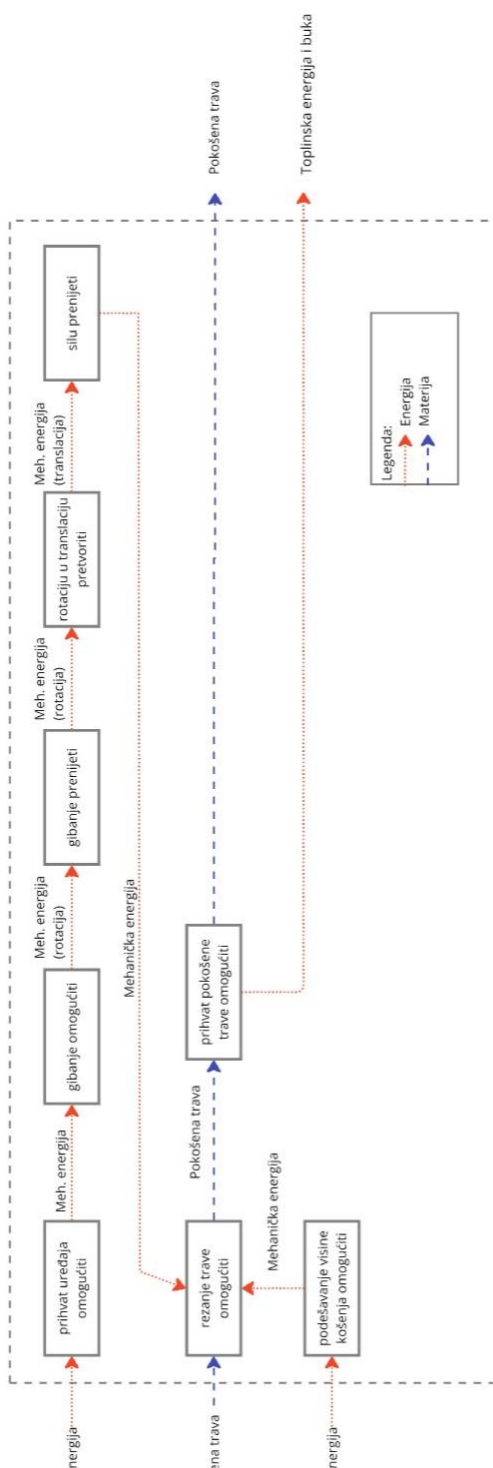 nergija
prihvat uređaja
omogućiti
Meh. energija
gibanje omogućiti
Meh. energija
(rotacija)
gibanje prenijeti
Meh. energija
(rotacija)
rotaciju u translaciju
pretvoriti
Meh. energija
(translacija)
silu prenijeti
Mehanička energija
ena trava
rezanje trave
omogućiti
Pokošena trava
prihvat pokošene
trave omogućiti
Pokošena trava
Mehanička energija
nergija
podešavanje visine
košenja omogućiti
Toplinska energija i buka
Legenda:
Energija
Materija